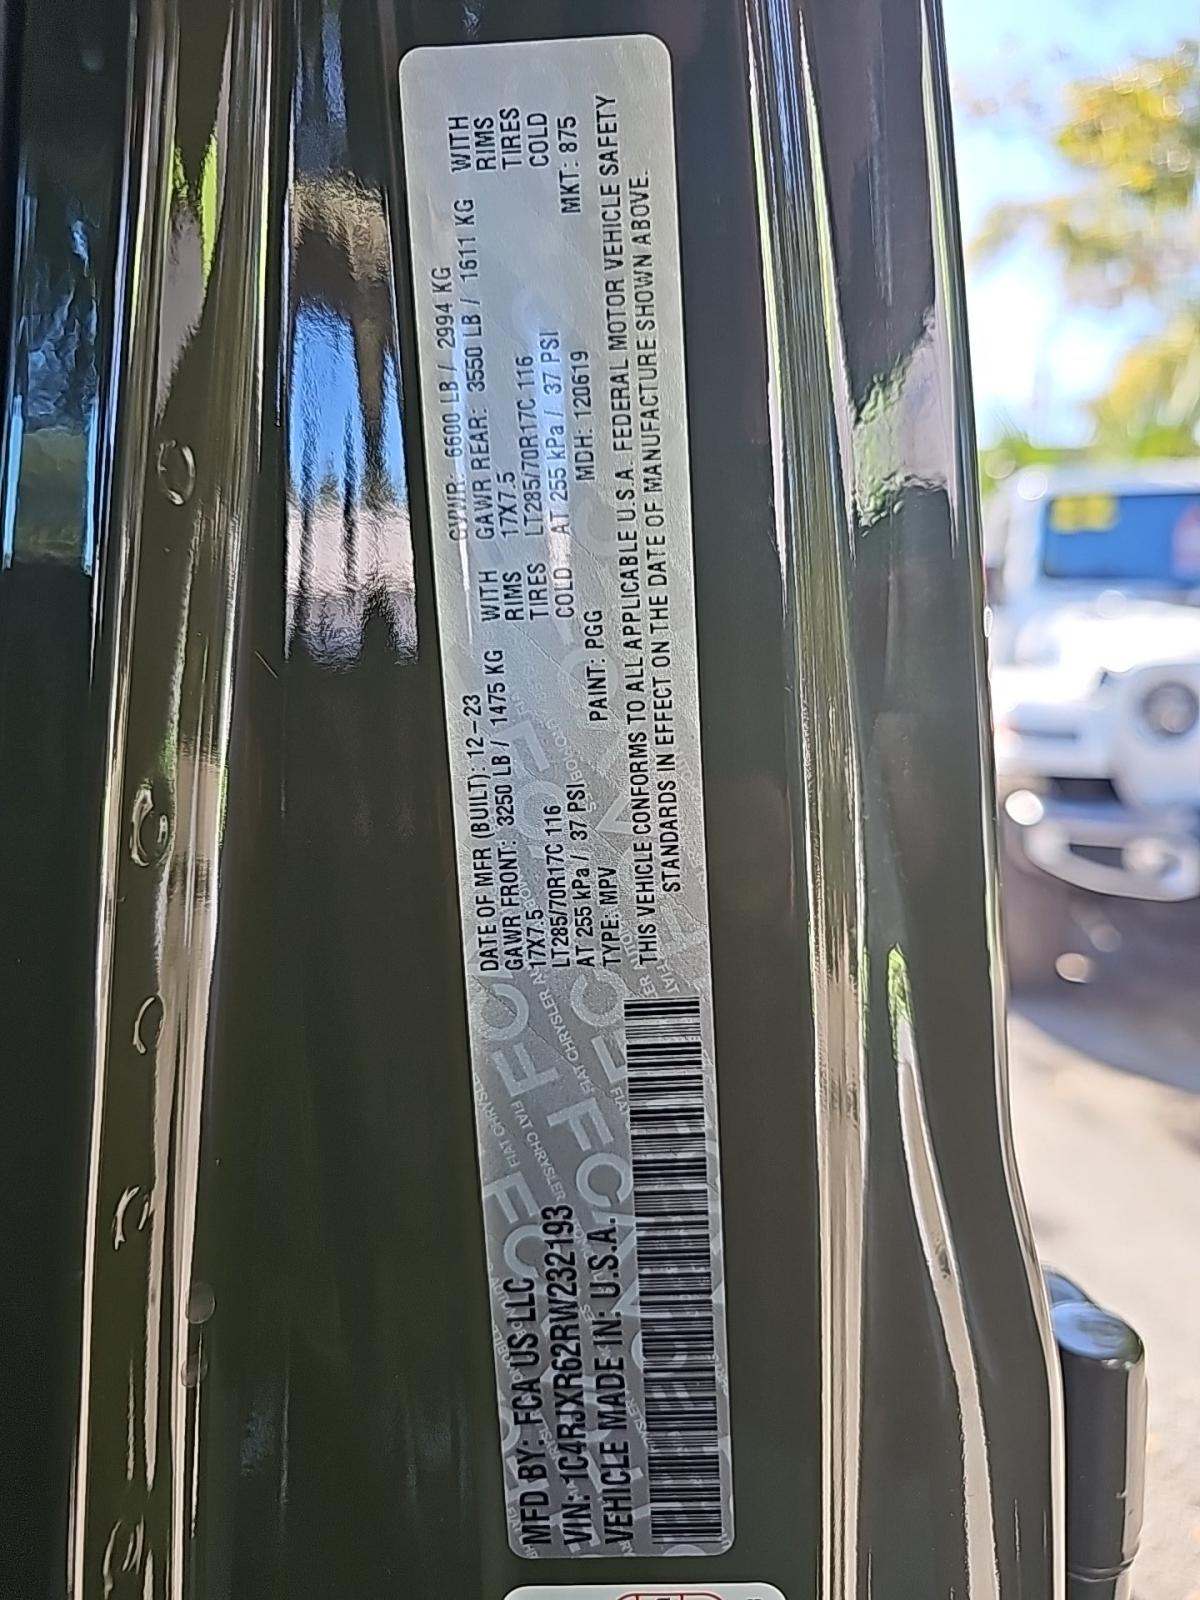 MFD BY: FCA US LLC
VIN: 1C4RJXR62RW232193
VEHICLE MADE IN: U.S.A.
DATE OF MFR (BUILT): 12-23
GVWR: 6600 LB / 2994 KG
GAWR FRONT: 3250 LB / 1475 KG WITH
17X7.5 RIMS
LT285/70R17C 116 TIRES
AT 255 kPa / 37 PSI COLD
GAWR REAR: 3550 LB / 1611 KG WITH
17X7.5 RIMS
LT285/70R17C 116 TIRES
AT 255 kPa / 37 PSI COLD
TYPE: MPV PAINT: PGG MDH: 120619 MKT: 875
THIS VEHICLE CONFORMS TO ALL APPLICABLE U.S.A. FEDERAL MOTOR VEHICLE SAFETY
STANDARDS IN EFFECT ON THE DATE OF MANUFACTURE SHOWN ABOVE.